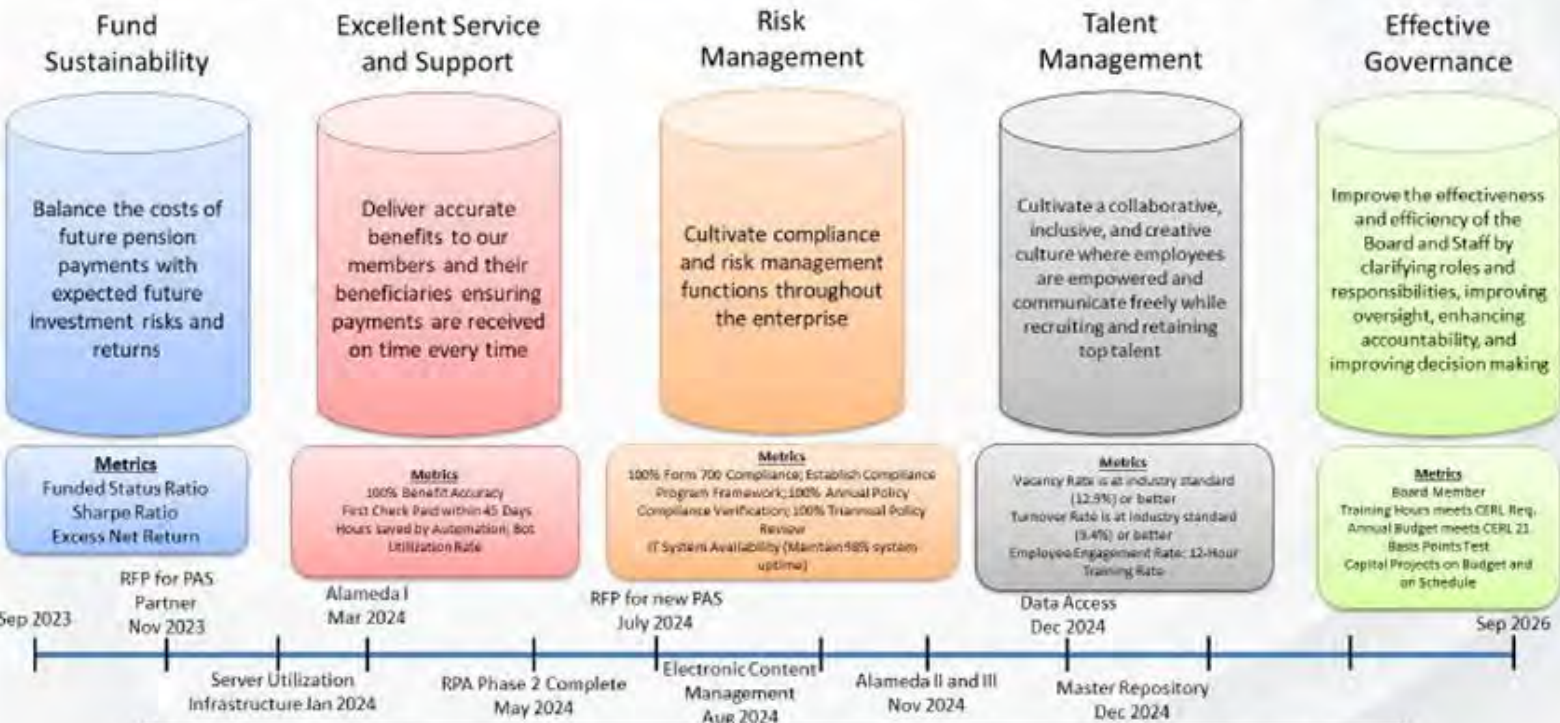 Fund
Sustainability
Balance the costs of
future pension
payments with
expected future
investment risks and
returns
Metrics
Funded Status Ratio
Sharpe Ratio
Excess Net Return
Excellent Service
and Support
Deliver accurate
benefits to our
members and their
beneficiaries ensuring
payments are received
on time every time
Metrics
100% Benefit Accuracy
First Check Paid within 45 Days
Hours saved by Automation; Bot
Utilization Rate
Risk
Management
Cultivate compliance
and risk management
functions throughout
the enterprise
Metrics
100% Form 700 Compliance; Establish Compliance
Program Framework; 100% Annual Policy
Compliance Verification; 100% Triannual Policy
Review
IT System Availability (Maintain 98% system
uptime)
Talent
Management
Cultivate a collaborative,
inclusive, and creative
culture where employees
are empowered and
communicate freely while
recruiting and retaining
top talent
Metrics
Vacancy Rate is at industry standard
(12.9%) or better
Turnover Rate is at industry standard
(9.4%) or better
Employee Engagement Rate; 12-Hour
Training Rate
Effective
Governance
Improve the effectiveness
and efficiency of the
Board and Staff by
clarifying roles and
responsibilities, improving
oversight, enhancing
accountability, and
improving decision making
Metrics
Board Member
Training Hours meets CERL Req.
Annual Budget meets CERL 21
Basis Points Test
Capital Projects on Budget and
on Schedule
Sep 2023
RFP for PAS
Partner
Nov 2023
Server Utilization
Infrastructure Jan 2024
Alameda I
Mar 2024
RPA Phase 2 Complete
May 2024
RFP for new PAS
July 2024
Electronic Content
Management
Aug 2024
Alameda II and III
Nov 2024
Data Access
Dec 2024
Master Repository
Dec 2024
Sep 2026